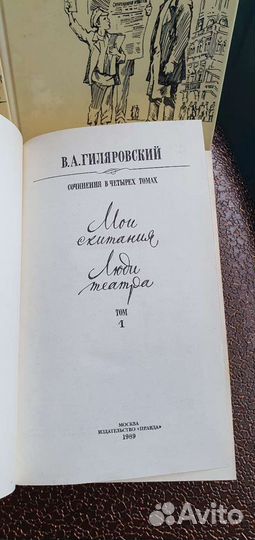 В.А.ГИЛЯРОВСКИЙ
СОЧИНЕНИЯ В ЧЕТЫРЕХ ТОМАХ
Мои
скитания
Люди
театра
ТОМ
1
МОСКВА
ИЗДАТЕЛЬСТВО «ПРАВДА»
1989
Avito